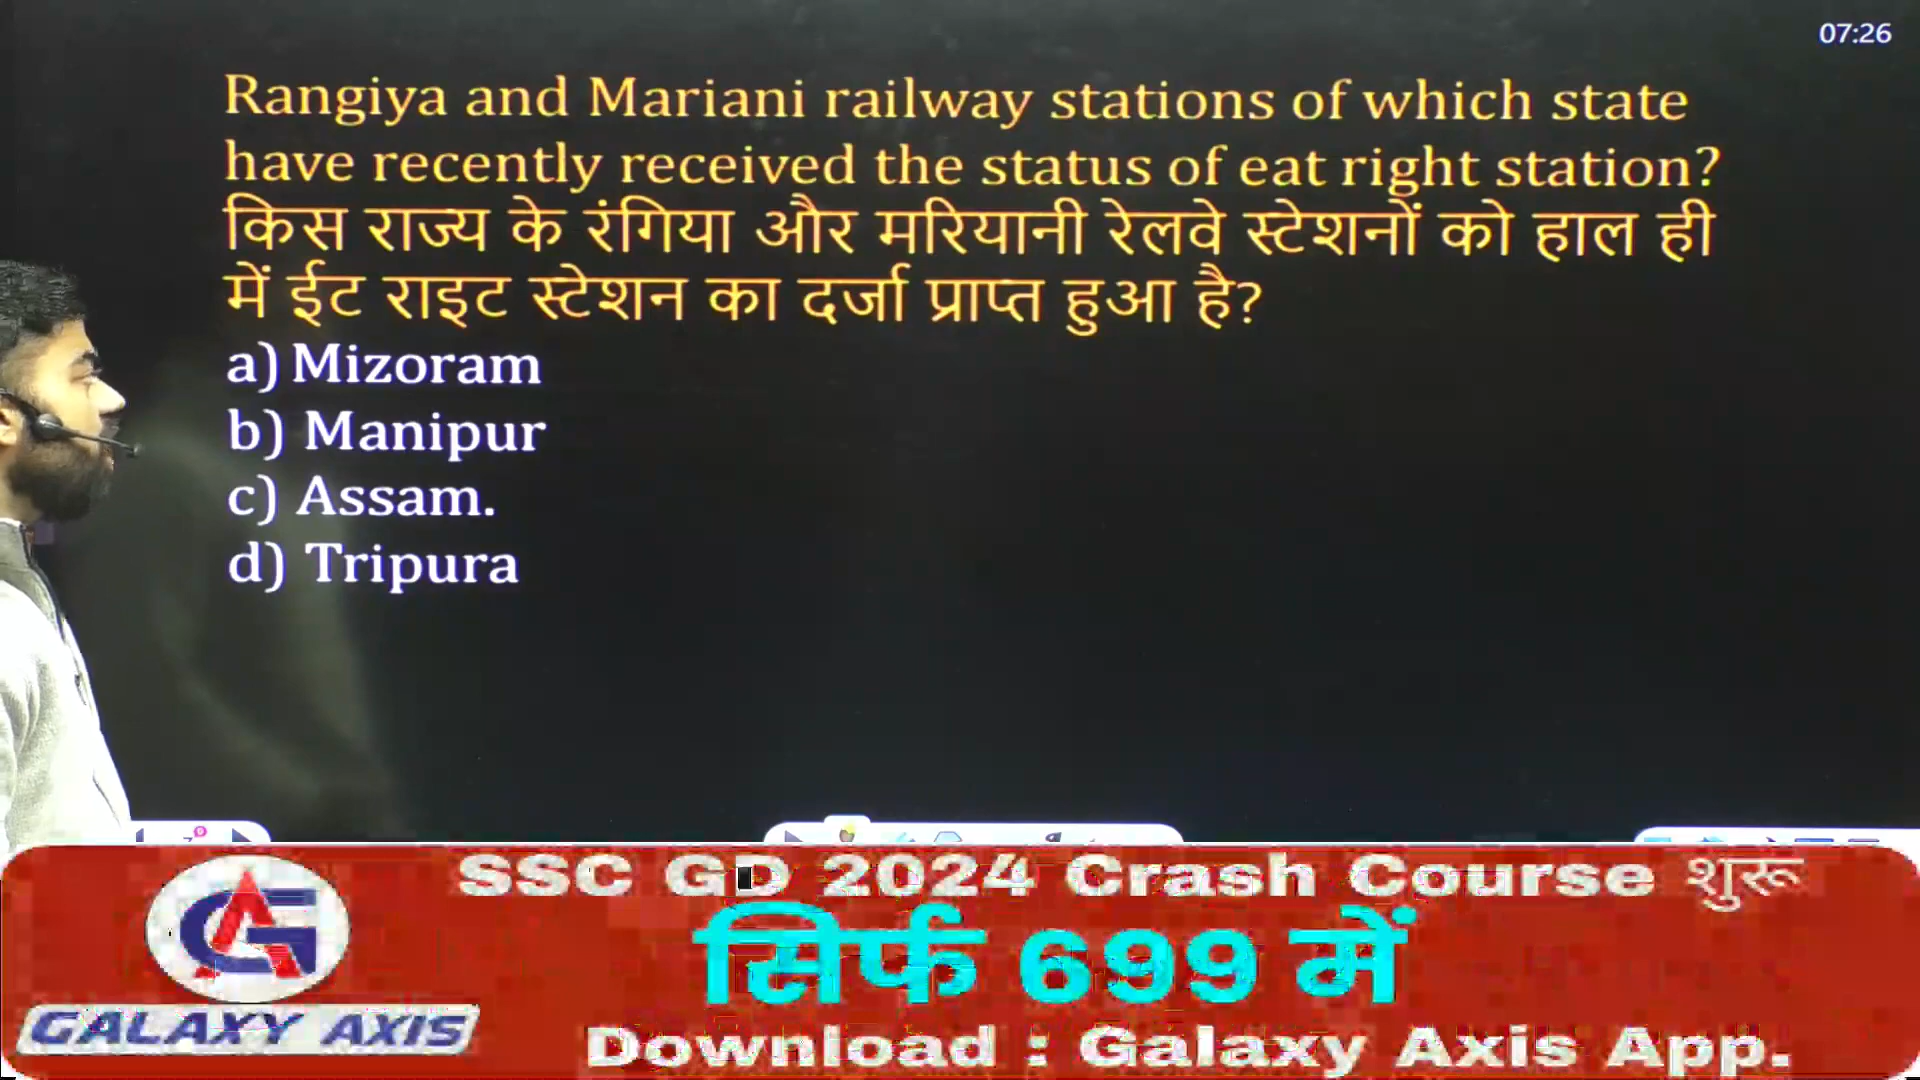 07:26
Rangiya and Mariani railway stations of which state
have recently received the status of eat right station?
किस राज्य के रंगिया और मरियानी रेलवे स्टेशनों को हाल ही
में ईट राइट स्टेशन का दर्जा प्राप्त हुआ है?
a) Mizoram
b) Manipur
c) Assam.
d) Tripura
SSC GD 2024 Crash Course शुरू
सिर्फ 699 में
GALAXY AXIS
Download : Galaxy Axis App.